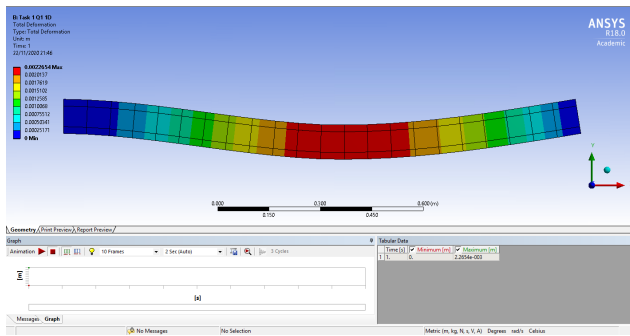 B: Task 1 Q1 1D
Total Deformation
Type: Total Deformation
Unit: m
Time: 1
22/11/2020 21:46
0.0022654 Max
0.0020137
0.0017619
0.0015102
0.0012585
0.0010068
0.00075512
0.00050341
0.00025171
0 Min
ANSYS
R18.0
Academic
Y
0.000 0.300 0.600 (m)
0.150 0.450
Geometry Print Preview Report Preview
Graph
Animation 10 Frames 2 Sec (Auto) 3 Cycles
[m]
[s]
Messages Graph
Tabular Data
Time [s] Minimum [m] Maximum [m]
1 1. 0. 2.2654e-003
No Messages No Selection Metric (m, kg, N, s, V, A) Degrees rad/s Celsius